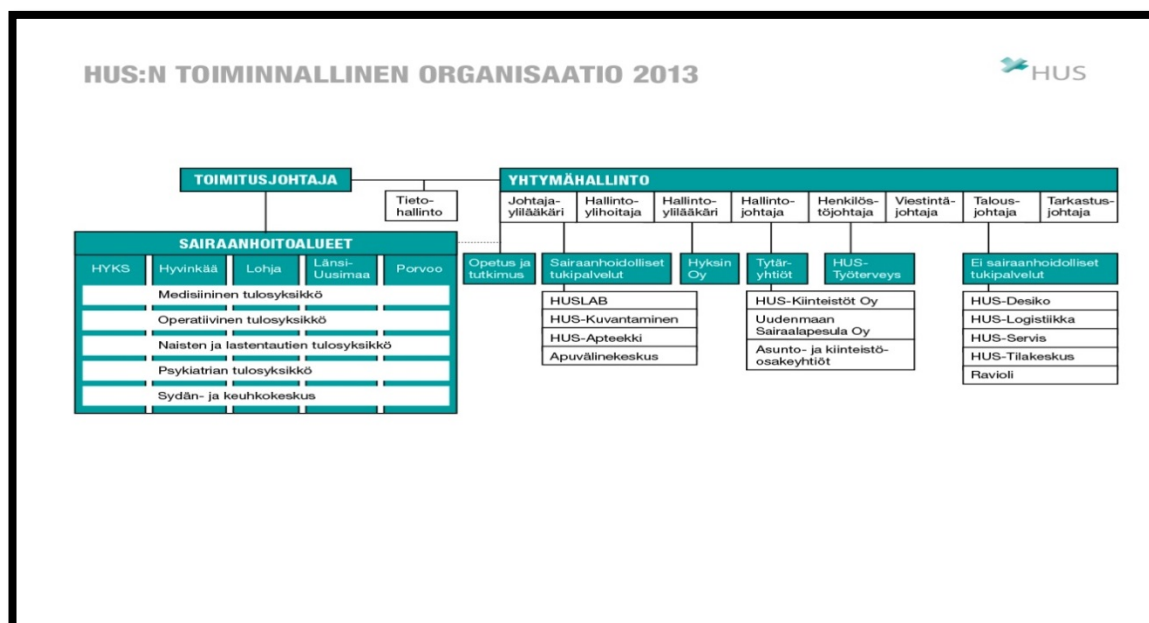 HUS:N TOIMINNALLINEN ORGANISAATIO 2013
HUS
TOIMITUSJOHTAJA
YHTYMÄHALLINTO
Tieto-
hallinto
Johtaja-
ylilääkäri
Hallinto-
ylihoitaja
Hallinto-
ylilääkäri
Hallinto-
johtaja
Henkilös-
töjohtaja
Viestintä-
johtaja
Talous-
johtaja
Tarkastus-
johtaja
SAIRAANHOITOALUEET
HYKS
Hyvinkää
Lohja
Länsi-
Uusimaa
Porvoo
Medisiininen tulosyksikkö
Operatiivinen tulosyksikkö
Naisten ja lastentautien tulosyksikkö
Psykiatrian tulosyksikkö
Sydän- ja keuhkokeskus
Opetus ja
tutkimus
Sairaanhoidolliset
tukipalvelut
HUSLAB
HUS-Kuvantaminen
HUS-Apteekki
Apuvälinekeskus
Hyksin
Oy
Tytär-
yhtiöt
HUS-Kiinteistöt Oy
Uudenmaan
Sairaalapesula Oy
Asunto- ja kiinteistö-
osakeyhtiöt
HUS-
Työterveys
Ei sairaanhoidolliset
tukipalvelut
HUS-Desiko
HUS-Logistiikka
HUS-Servis
HUS-Tilakeskus
Ravioli